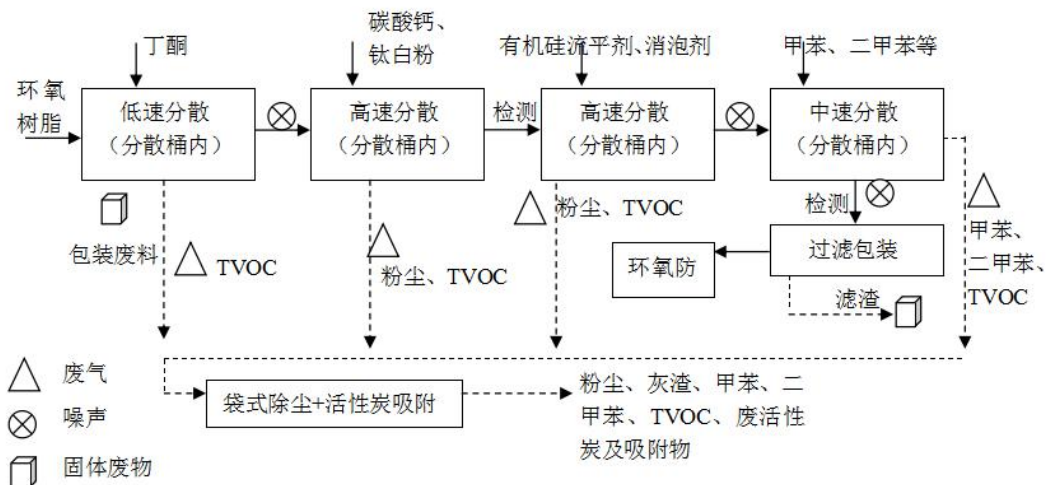 丁酮
碳酸钙、
钛白粉
有机硅流平剂、消泡剂
甲苯、二甲苯等
环氧
树脂
低速分散
（分散桶内）
高速分散
（分散桶内）
检测
高速分散
（分散桶内）
中速分散
（分散桶内）
包装废料
TVOC
粉尘、TVOC
粉尘、TVOC
检测
甲苯、
二甲苯、
TVOC
过滤包装
环氧防
滤渣
废气
噪声
固体废物
袋式除尘+活性炭吸附
粉尘、灰渣、甲苯、二
甲苯、TVOC、废活性
炭及吸附物